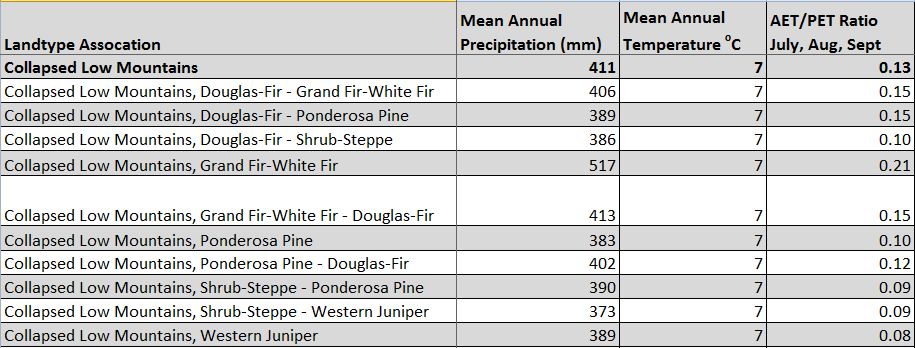 Landtype Assocation Mean Annual Precipitation (mm) Mean Annual Temperature °C AET/PET Ratio July, Aug, Sept
Collapsed Low Mountains 411 7 0.13
Collapsed Low Mountains, Douglas-Fir - Grand Fir-White Fir 406 7 0.15
Collapsed Low Mountains, Douglas-Fir - Ponderosa Pine 389 7 0.15
Collapsed Low Mountains, Douglas-Fir - Shrub-Steppe 386 7 0.10
Collapsed Low Mountains, Grand Fir-White Fir 517 7 0.21
Collapsed Low Mountains, Grand Fir-White Fir - Douglas-Fir 413 7 0.15
Collapsed Low Mountains, Ponderosa Pine 383 7 0.10
Collapsed Low Mountains, Ponderosa Pine - Douglas-Fir 402 7 0.12
Collapsed Low Mountains, Shrub-Steppe - Ponderosa Pine 390 7 0.09
Collapsed Low Mountains, Shrub-Steppe - Western Juniper 373 7 0.09
Collapsed Low Mountains, Western Juniper 389 7 0.08